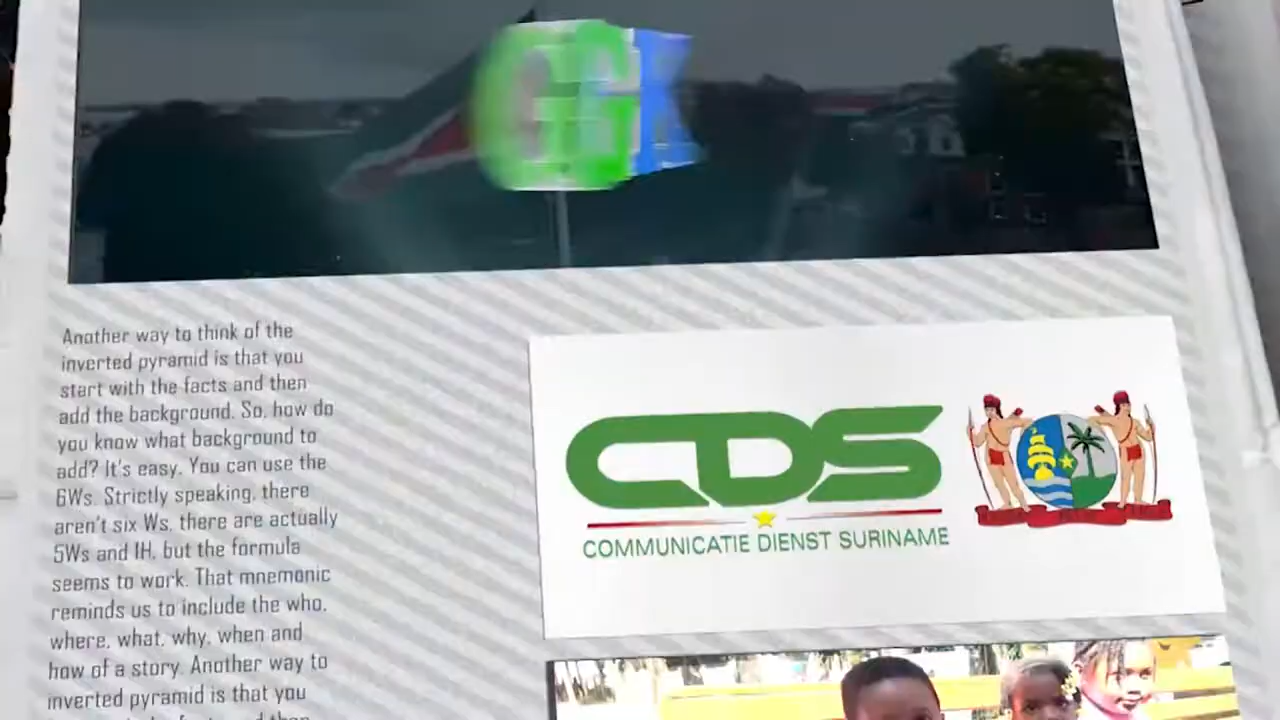 Another way to think of the
inverted pyramid is that you
start with the facts and then
add the background. So, how do
you know what background to
add? It's easy. You can use the
6Ws. Strictly speaking, there
aren't six Ws, there are actually
5Ws and 1H, but the formula
seems to work. That mnemonic
reminds us to include the who,
where, what, why, when and
how of a story. Another way to
inverted pyramid is that you
CDS
COMMUNICATIE DIENST SURINAME